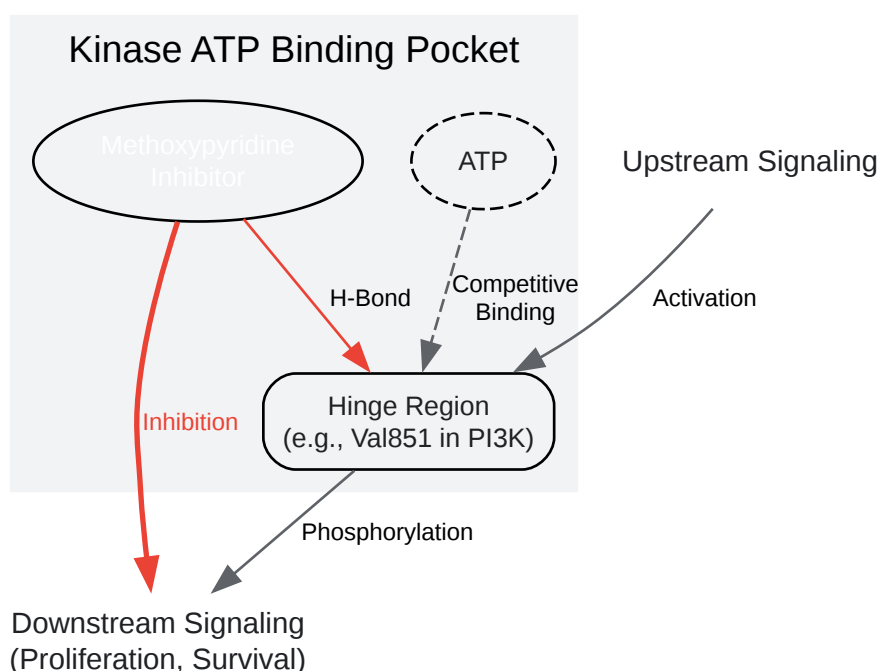 Kinase ATP Binding Pocket
Methoxypyridine
Inhibitor
ATP
Upstream Signaling
H-Bond
Competitive
Binding
Activation
Inhibition
Hinge Region
(e.g., Val851 in PI3K)
Phosphorylation
Downstream Signaling
(Proliferation, Survival)